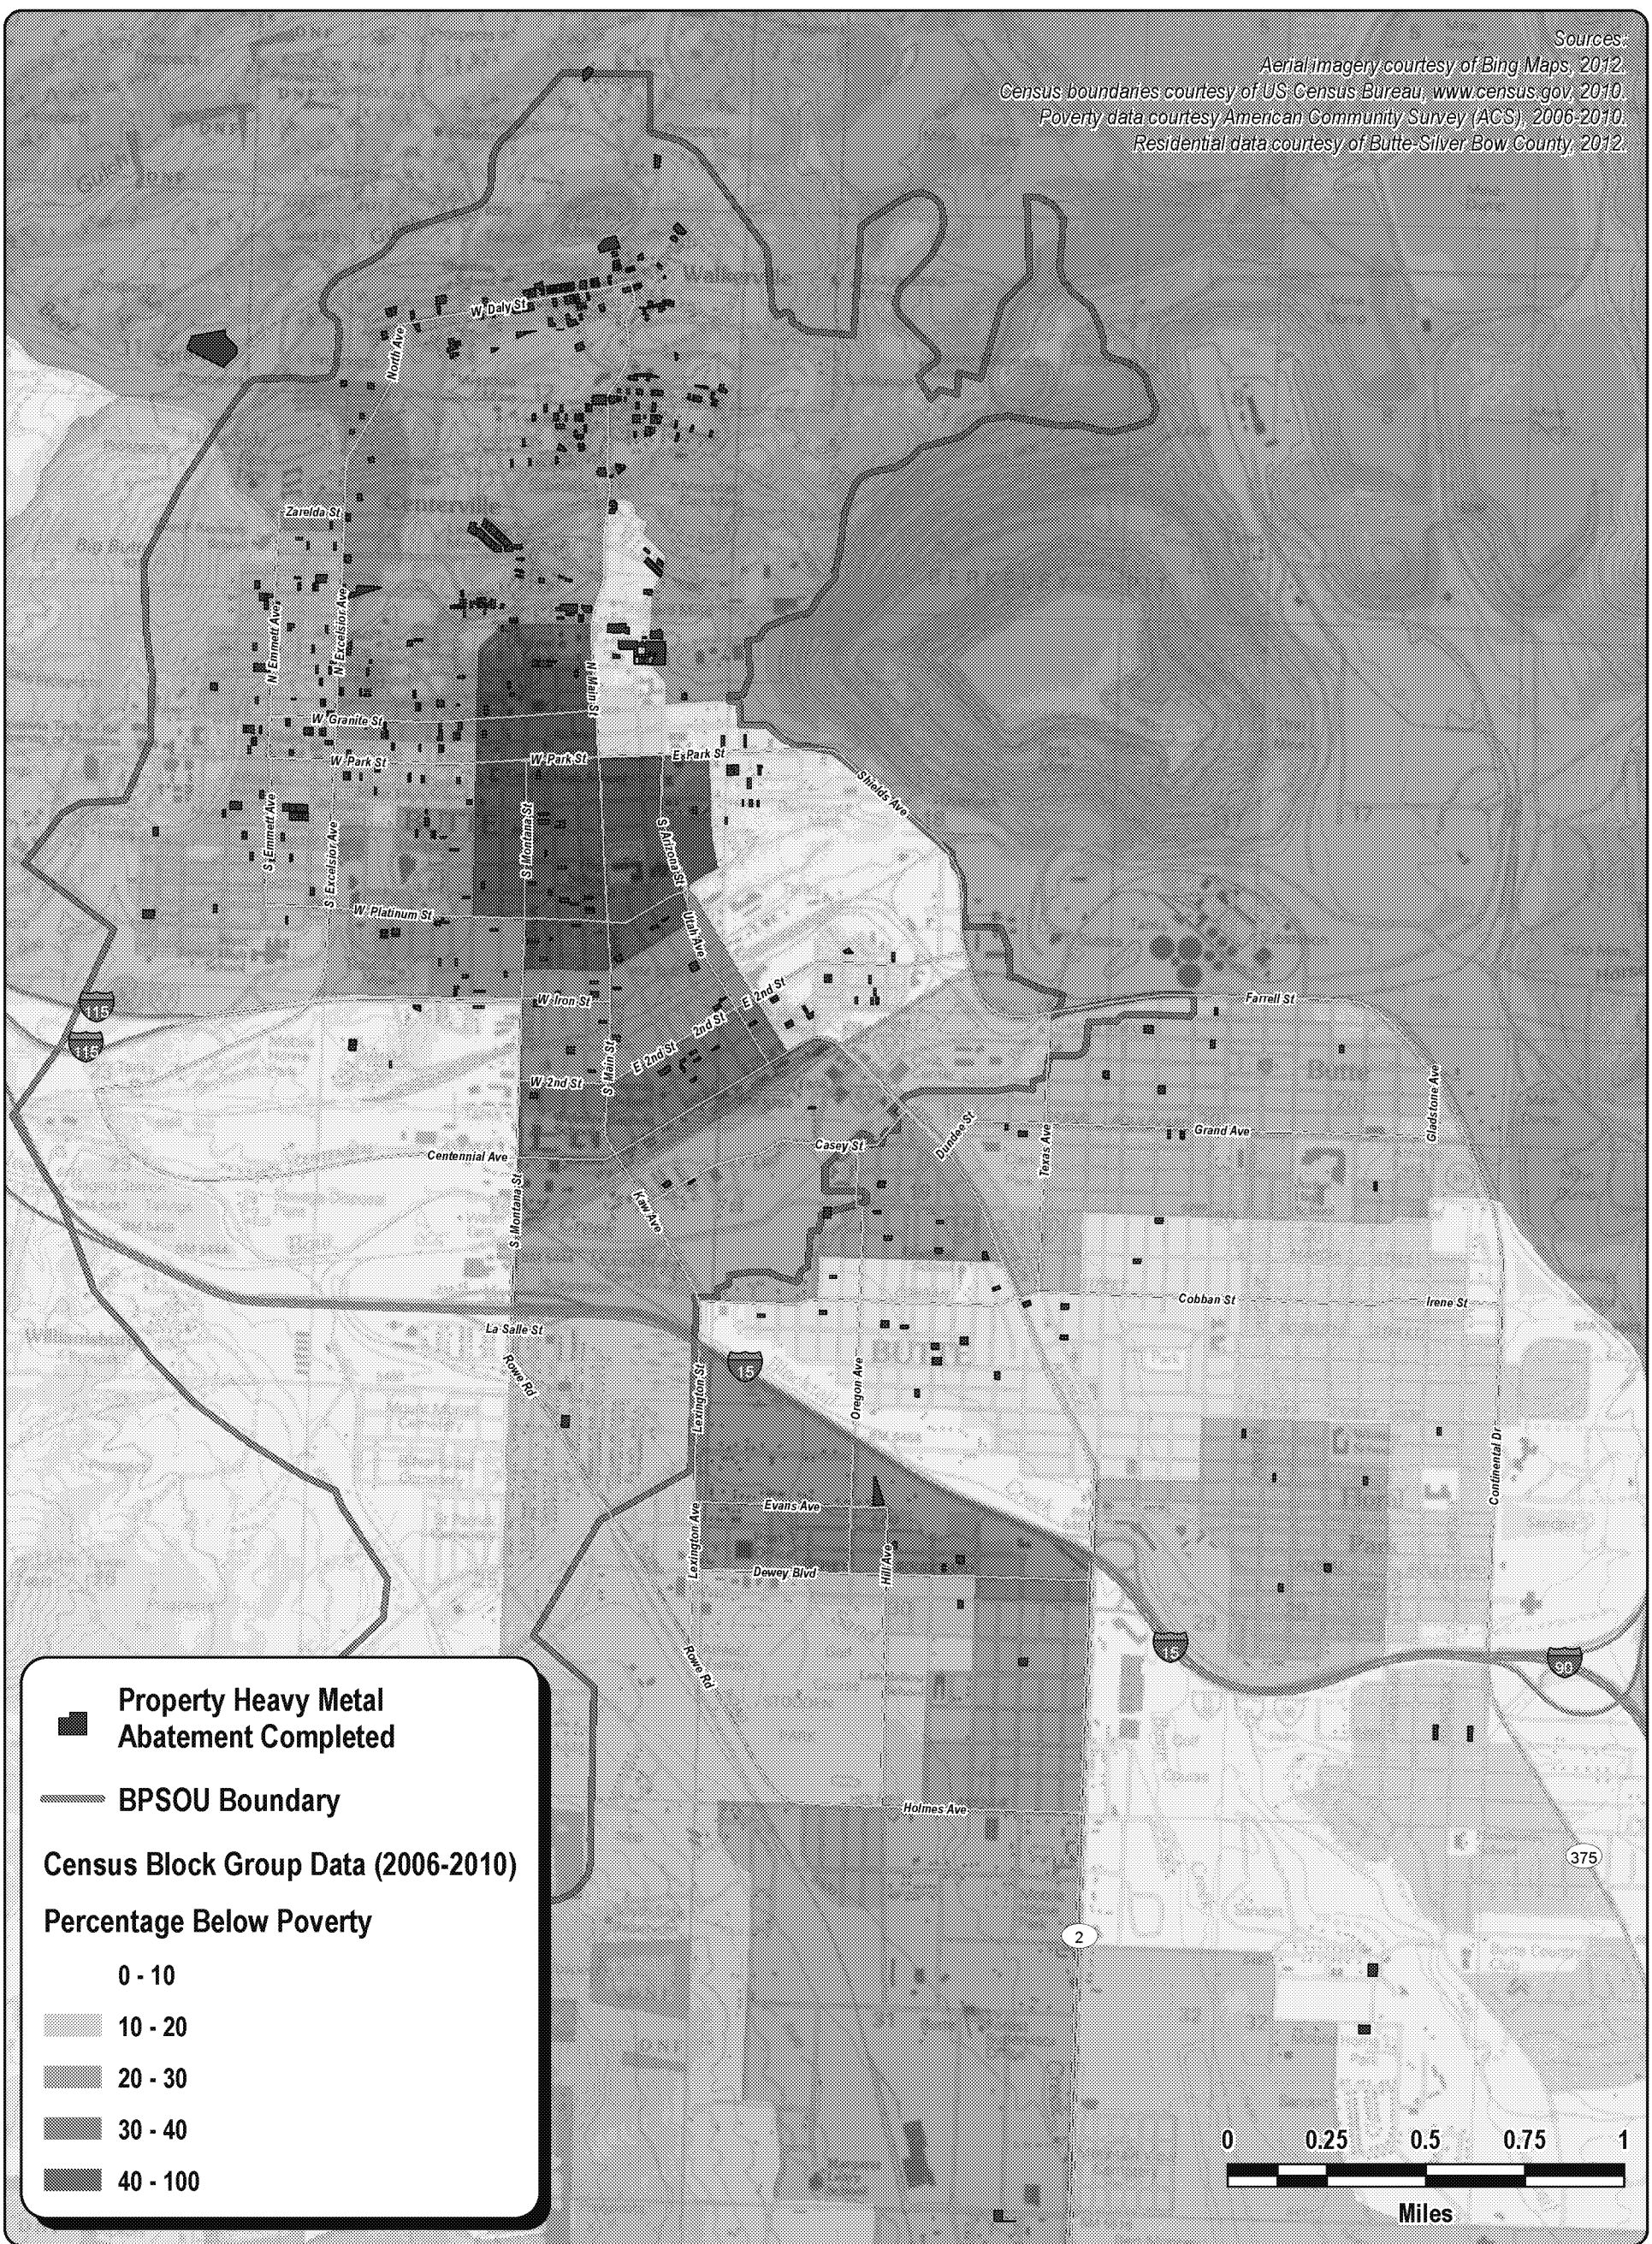 Sources:
Aerial imagery courtesy of Bing Maps, 2012.
Census boundaries courtesy of US Census Bureau, www.census.gov, 2010.
Poverty data courtesy American Community Survey (ACS), 2006-2010.
Residential data courtesy of Butte-Silver Bow County, 2012.
Walkerville
W Daly St
North Ave
Centerville
Zarelda St
Big Butte
N Emmett Ave
N Excelsior Ave
N Main St
W Granite St
W Park St
W Park St
E Park St
Shields Ave
BUTTE
S Emmett Ave
S Excelsior Ave
S Montana St
S Arizona St
W Platinum St
Utah Ave
115
115
W Iron St
E 2nd St
2nd St
E 2nd St
W 2nd St
S Main St
Farrell St
Butte
Gladstone Ave
Grand Ave
Texas Ave
Dundee St
Casey St
Centennial Ave
S Montana St
Kaw Ave
Cobban St
Irene St
La Salle St
Rowe Rd
15
BUTTE
Lexington St
Oregon Ave
Continental Dr
Evans Ave
Lexington Ave
Hill Ave
Dewey Blvd
Rowe Rd
15
90
Holmes Ave
375
2
Property Heavy Metal
Abatement Completed
BPSOU Boundary
Census Block Group Data (2006-2010)
Percentage Below Poverty
0 - 10
10 - 20
20 - 30
30 - 40
40 - 100
0 0.25 0.5 0.75 1
Miles